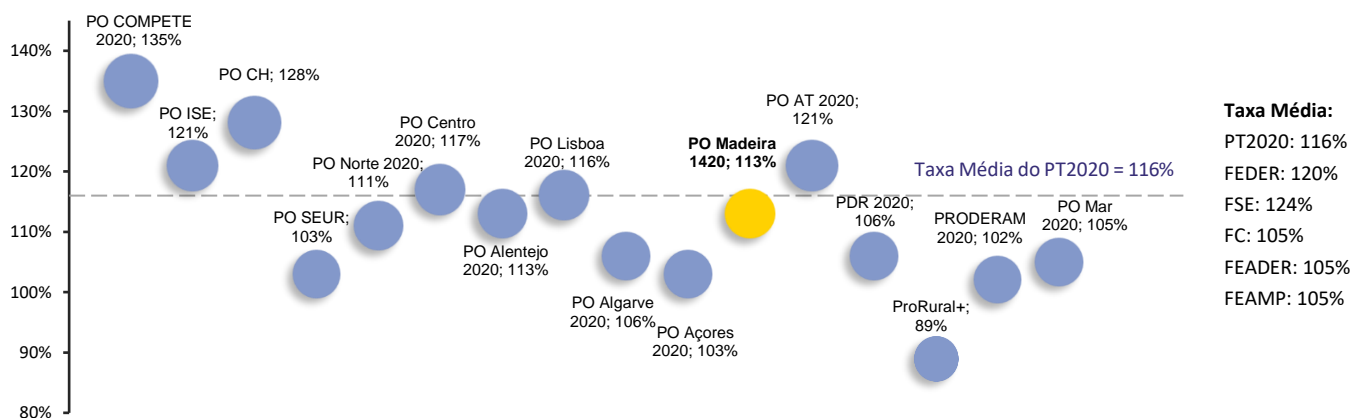 140%
130%
120%
110%
100%
90%
80%
PO COMPETE
2020; 135%
PO ISE;
121%
PO CH; 128%
PO SEUR;
103%
PO Norte 2020;
111%
PO Centro
2020; 117%
PO Alentejo
2020; 113%
PO Lisboa
2020; 116%
PO Algarve
2020; 106%
PO Açores
2020; 103%
PO Madeira
1420; 113%
PO AT 2020;
121%
Taxa Média do PT2020 = 116%
PDR 2020;
106%
ProRural+;
89%
PRODERAM
2020; 102%
PO Mar
2020; 105%
Taxa Média:
PT2020: 116%
FEDER: 120%
FSE: 124%
FC: 105%
FEADER: 105%
FEAMP: 105%